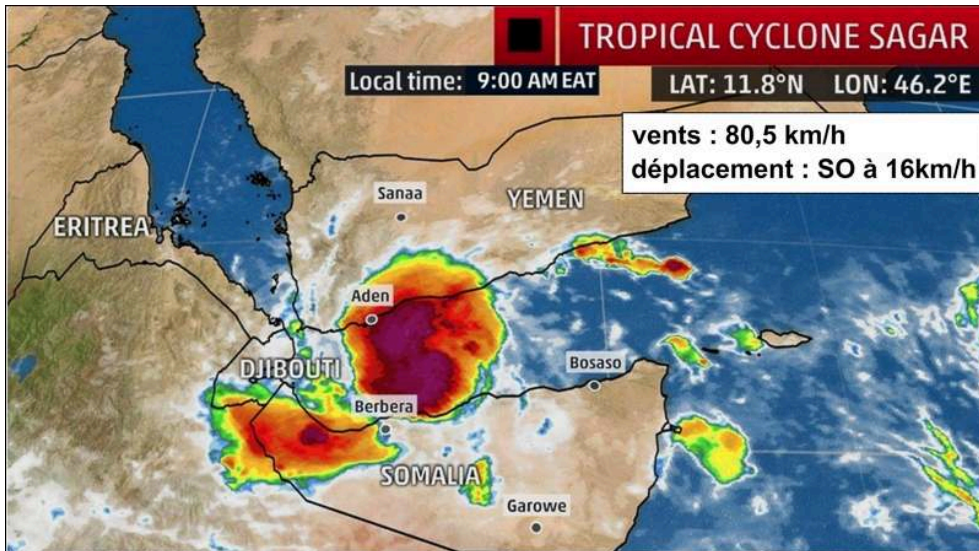 TROPICAL CYCLONE SAGAR
Local time: 9:00 AM EAT
LAT: 11.8°N LON: 46.2°E
vents : 80,5 km/h
déplacement : SO à 16km/h
Sanaa
YEMEN
ERITREA
Aden
DJIBOUTI
Bosaso
Berbera
SOMALIA
Garowe